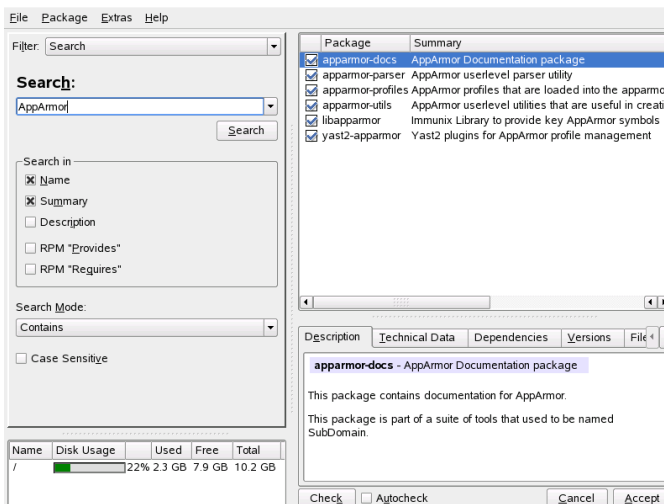 File Package Extras Help
Filter: Search
Search:
AppArmor
Search
Search in
Name
Summary
Description
RPM "Provides"
RPM "Requires"
Search Mode:
Contains
Case Sensitive
Name Disk Usage Used Free Total
/ 22% 2.3 GB 7.9 GB 10.2 GB
Package Summary
apparmor-docs AppArmor Documentation package
apparmor-parser AppArmor userlevel parser utility
apparmor-profiles AppArmor profiles that are loaded into the apparmo
apparmor-utils AppArmor userlevel utilities that are useful in creati
libapparmor Immunix Library to provide key AppArmor symbols
yast2-apparmor Yast2 plugins for AppArmor profile management
Description Technical Data Dependencies Versions File
apparmor-docs - AppArmor Documentation package
This package contains documentation for AppArmor.
This package is part of a suite of tools that used to be named
SubDomain.
Check Autocheck Cancel Accept